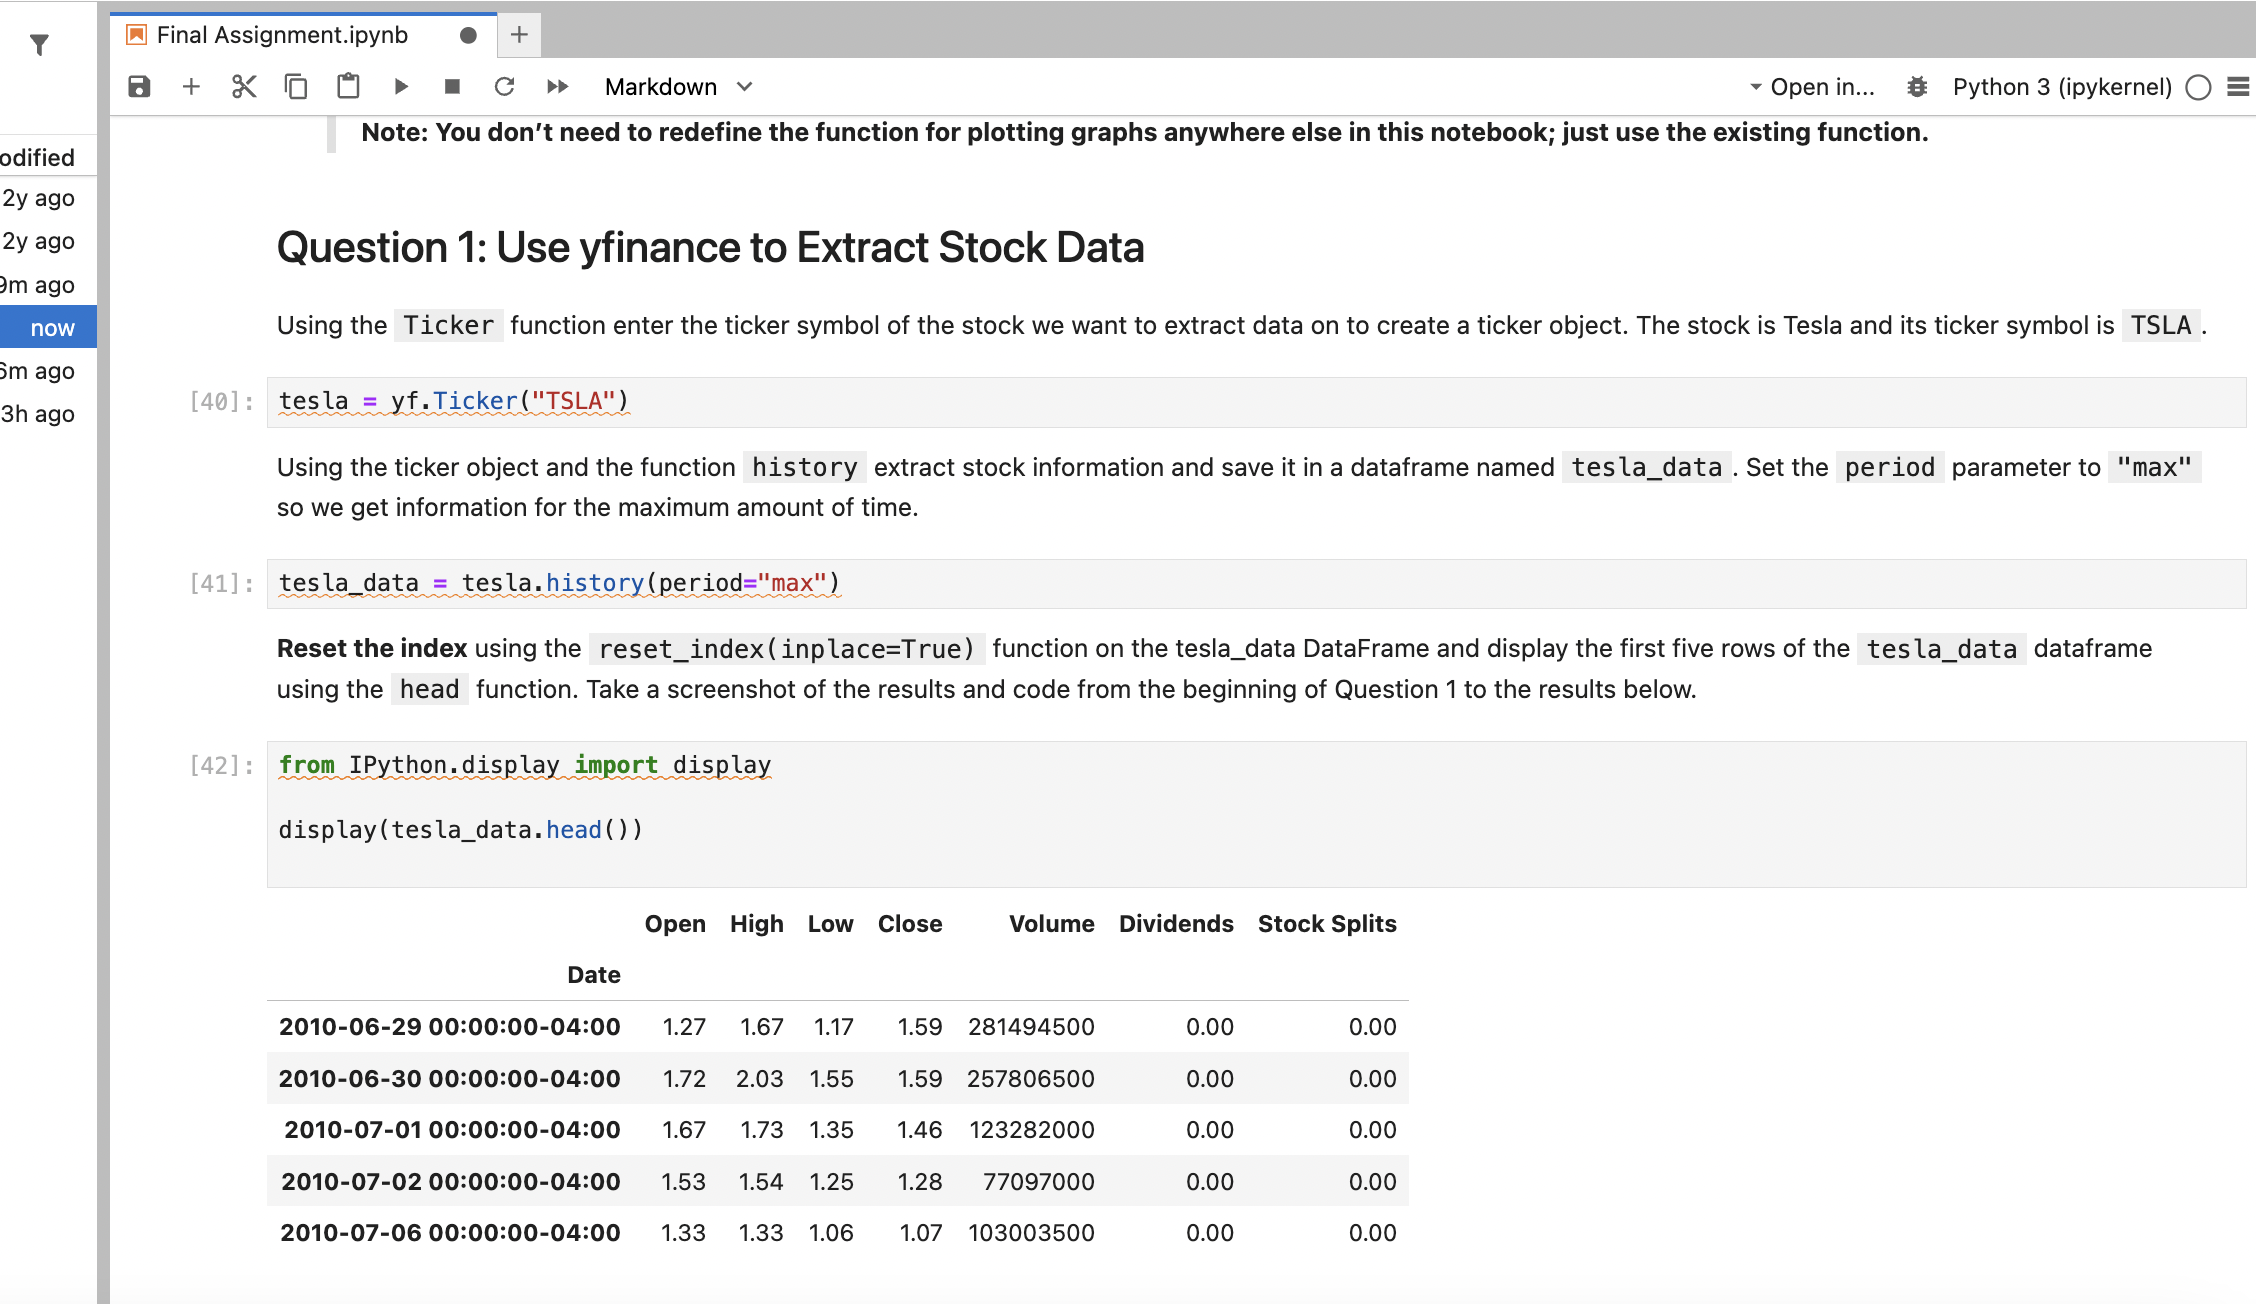 Final Assignment.ipynb
Markdown
Open in...
Python 3 (ipykernel)
odified
2y ago
2y ago
9m ago
now
6m ago
3h ago
Note: You don’t need to redefine the function for plotting graphs anywhere else in this notebook; just use the existing function.
Question 1: Use yfinance to Extract Stock Data
Using the Ticker function enter the ticker symbol of the stock we want to extract data on to create a ticker object. The stock is Tesla and its ticker symbol is TSLA .
[40]: tesla = yf.Ticker("TSLA")
Using the ticker object and the function history extract stock information and save it in a dataframe named tesla_data . Set the period parameter to "max"
so we get information for the maximum amount of time.
[41]: tesla_data = tesla.history(period="max")
Reset the index using the reset_index(inplace=True) function on the tesla_data DataFrame and display the first five rows of the tesla_data dataframe
using the head function. Take a screenshot of the results and code from the beginning of Question 1 to the results below.
[42]: from IPython.display import display
display(tesla_data.head())
Open High Low Close Volume Dividends Stock Splits
Date
2010-06-29 00:00:00-04:00 1.27 1.67 1.17 1.59 281494500 0.00 0.00
2010-06-30 00:00:00-04:00 1.72 2.03 1.55 1.59 257806500 0.00 0.00
2010-07-01 00:00:00-04:00 1.67 1.73 1.35 1.46 123282000 0.00 0.00
2010-07-02 00:00:00-04:00 1.53 1.54 1.25 1.28 77097000 0.00 0.00
2010-07-06 00:00:00-04:00 1.33 1.33 1.06 1.07 103003500 0.00 0.00